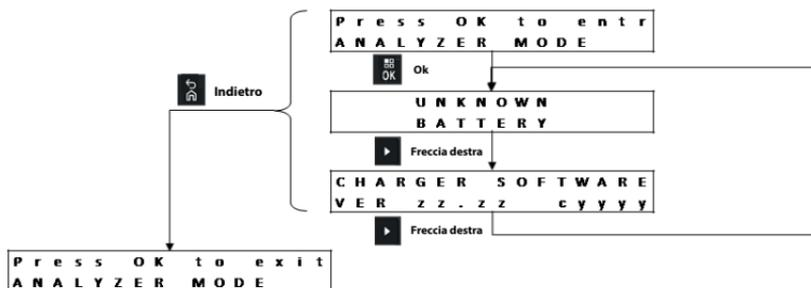 Press OK to entr
ANALYZER MODE
OK
Ok
Indietro
UNKNOWN
BATTERY
Freccia destra
CHARGER SOFTWARE
VER zz.zz cyyyy
Freccia destra
Press OK to exit
ANALYZER MODE